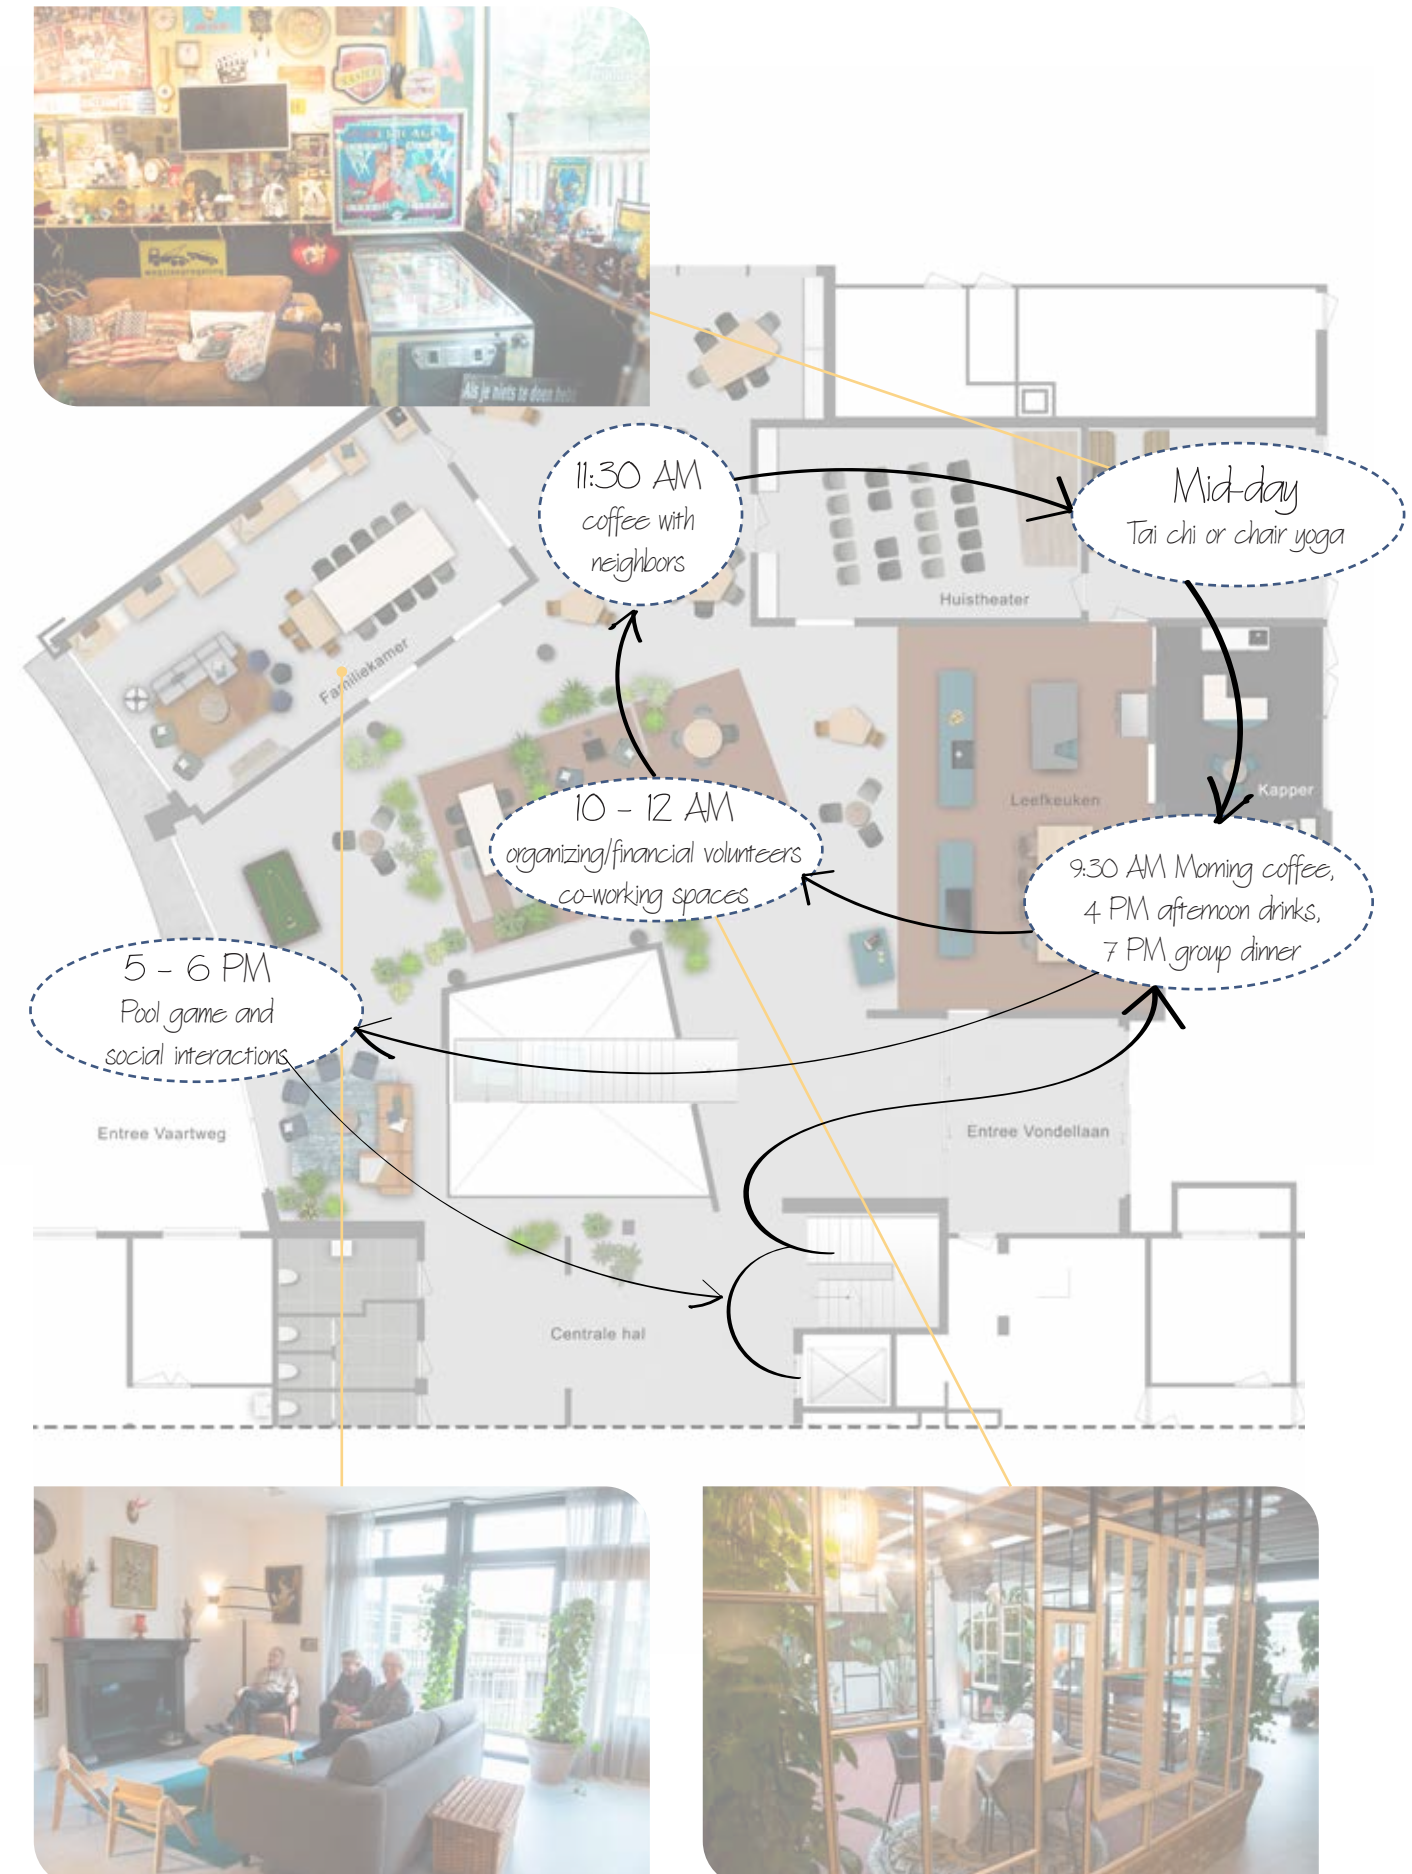 Als je niets te doen hebt
11:30 AM
coffee with
neighbors
Mid-day
Tai chi or chair yoga
Huistheater
Familiekamer
Leefkeuken
Kapper
10 - 12 AM
organizing/financial volunteers
co-working spaces
9:30 AM Morning coffee,
4 PM afternoon drinks,
7 PM group dinner
5 - 6 PM
Pool game and
social interactions
Entree Vaartweg
Entree Vondellaan
Centrale hal